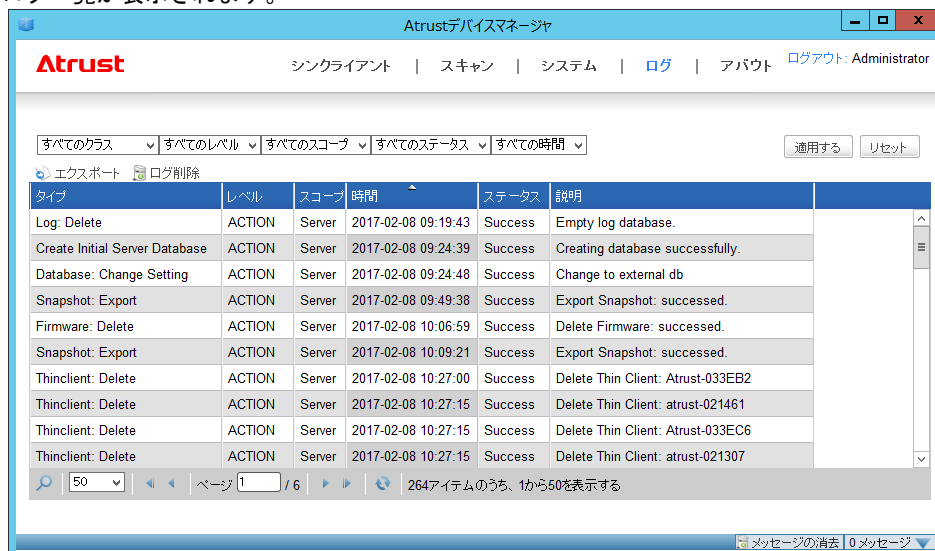 が表示されます。
Atrustデバイスマネージャ
Atrust
シンクライアント | スキャン | システム | ログ | アバウト ログアウト: Administrator
すべてのクラス すべてのレベル すべてのスコープ すべてのステータス すべての時間 適用する リセット
エクスポート ログ削除
タイプ レベル スコープ 時間 ステータス 説明
Log: Delete ACTION Server 2017-02-08 09:19:43 Success Empty log database.
Create Initial Server Database ACTION Server 2017-02-08 09:24:39 Success Creating database successfully.
Database: Change Setting ACTION Server 2017-02-08 09:24:48 Success Change to external db
Snapshot: Export ACTION Server 2017-02-08 09:49:38 Success Export Snapshot: successed.
Firmware: Delete ACTION Server 2017-02-08 10:06:59 Success Delete Firmware: successed.
Snapshot: Export ACTION Server 2017-02-08 10:09:21 Success Export Snapshot: successed.
Thinclient: Delete ACTION Server 2017-02-08 10:27:00 Success Delete Thin Client: Atrust-033EB2
Thinclient: Delete ACTION Server 2017-02-08 10:27:15 Success Delete Thin Client: atrust-021461
Thinclient: Delete ACTION Server 2017-02-08 10:27:15 Success Delete Thin Client: Atrust-033EC6
Thinclient: Delete ACTION Server 2017-02-08 10:27:15 Success Delete Thin Client: atrust-021307
50 ページ 1 / 6 264アイテムのうち、1から50を表示する
メッセージの消去 0 メッセージ